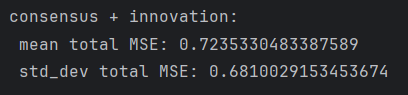 consensus + innovation:
mean total MSE: 0.7235330483387589
std_dev total MSE: 0.6810029153453674